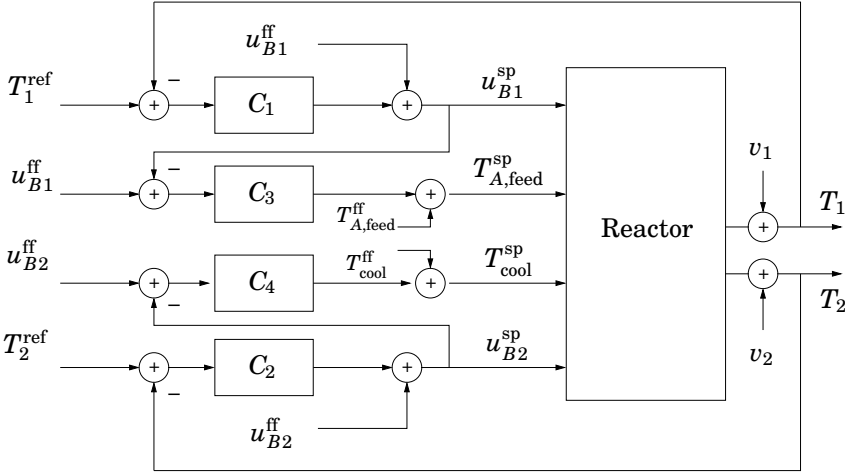 u_{B1}^{ff}
T_1^{ref}
+
−
C_1
+
u_{B1}^{sp}
u_{B1}^{ff}
+
−
C_3
+
T_{A,feed}^{ff}
T_{A,feed}^{sp}
v_1
+
T_1
Reactor
u_{B2}^{ff}
+
−
C_4
T_{cool}^{ff}
+
T_{cool}^{sp}
+
T_2
v_2
T_2^{ref}
+
−
C_2
+
u_{B2}^{sp}
u_{B2}^{ff}